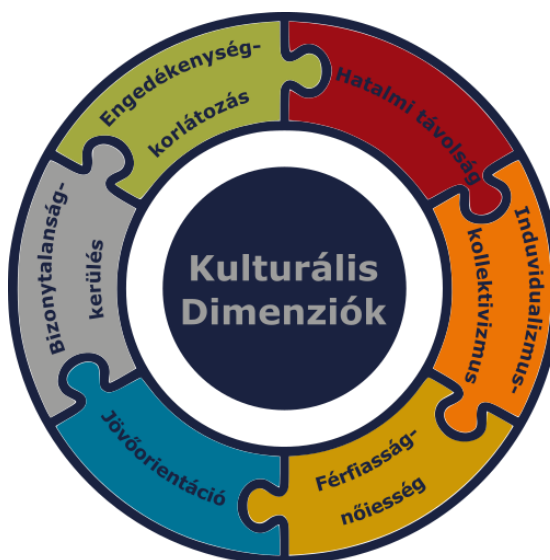 Kulturális
Dimenziók
Hatalmi távolság
Induvidualizmus-
kollektivizmus
Férfiasság-
nőiesség
Jövőorientáció
Bizonytalanság-
kerülés
Engedékenység-
korlátozás